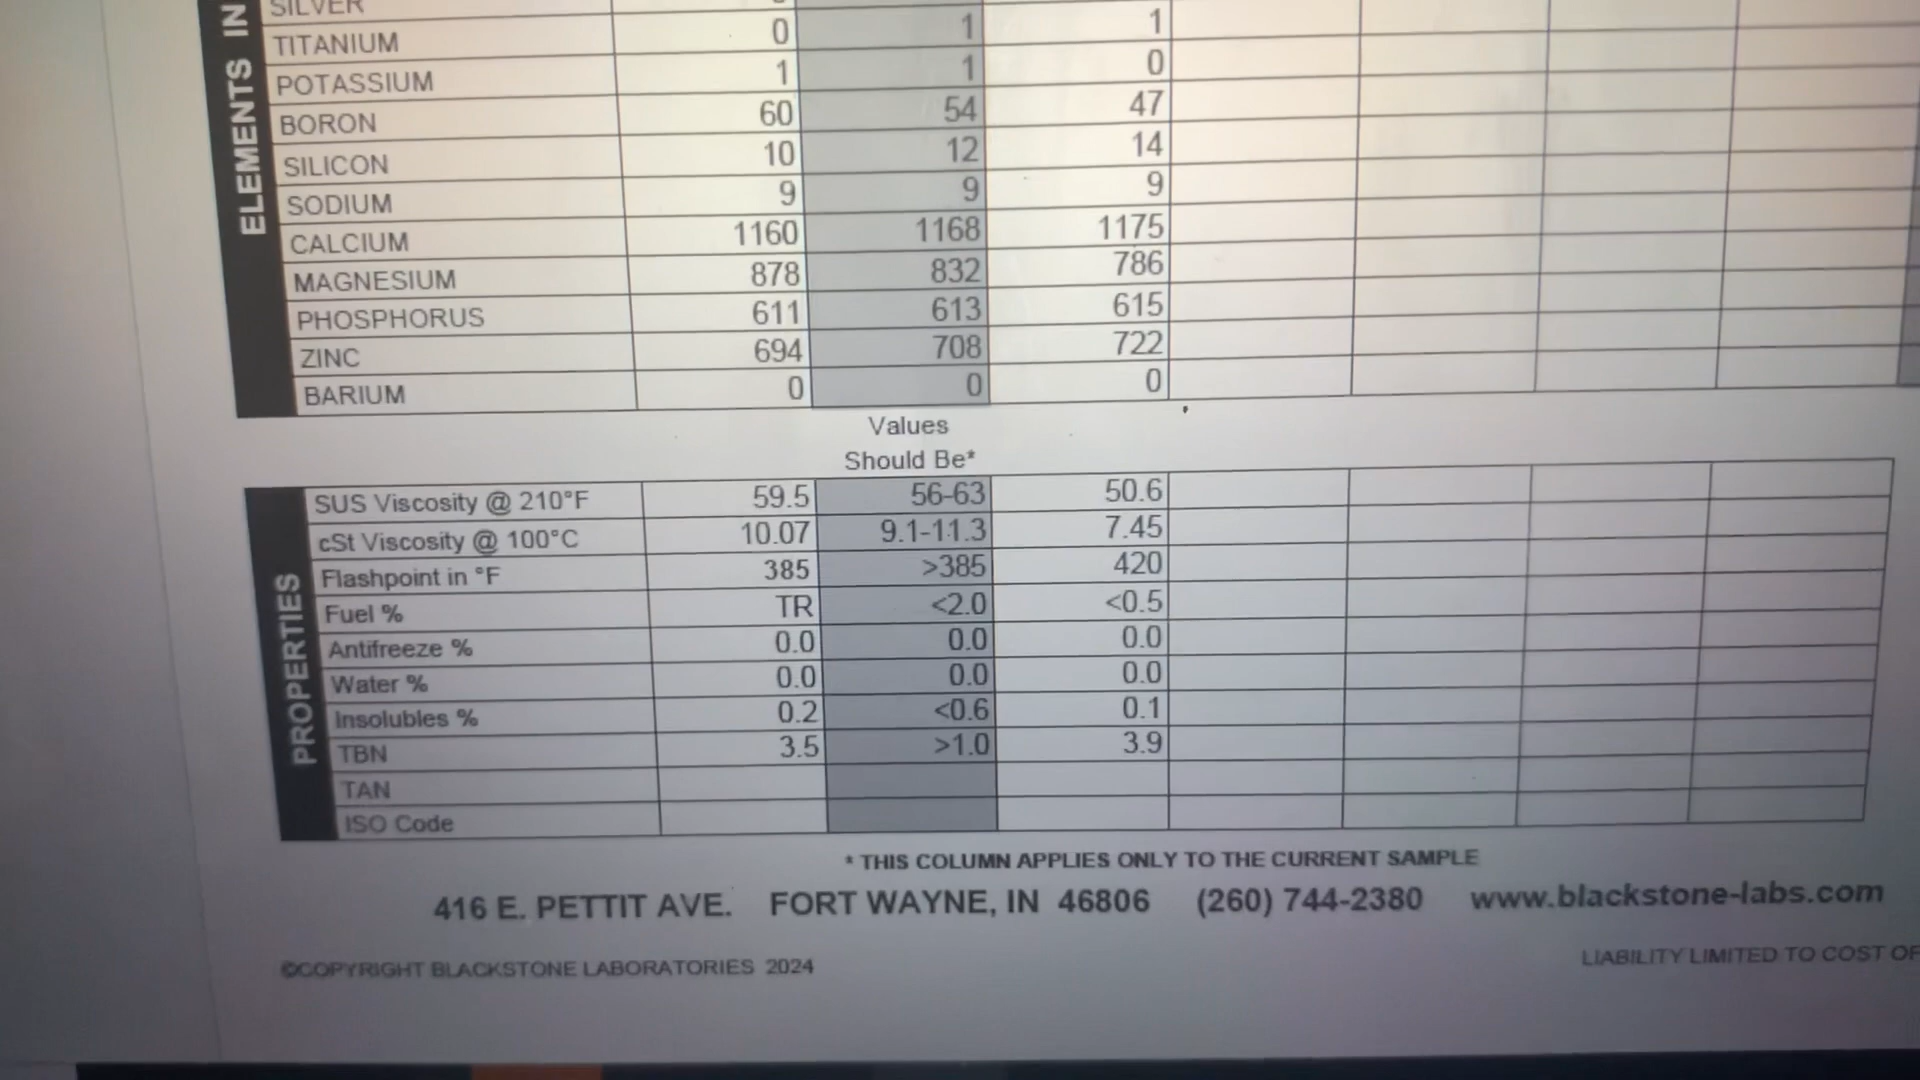 ELEMENTS IN
SILVER
TITANIUM 0 1 1
POTASSIUM 1 1 0
BORON 60 54 47
SILICON 10 12 14
SODIUM 9 9 9
CALCIUM 1160 1168 1175
MAGNESIUM 878 832 786
PHOSPHORUS 611 613 615
ZINC 694 708 722
BARIUM 0 0 0
Values
Should Be*
PROPERTIES
SUS Viscosity @ 210°F 59.5 56-63 50.6
cSt Viscosity @ 100°C 10.07 9.1-11.3 7.45
Flashpoint in °F 385 >385 420
Fuel % TR <2.0 <0.5
Antifreeze % 0.0 0.0 0.0
Water % 0.0 0.0 0.0
Insolubles % 0.2 <0.6 0.1
TBN 3.5 >1.0 3.9
TAN
ISO Code
* THIS COLUMN APPLIES ONLY TO THE CURRENT SAMPLE
416 E. PETTIT AVE. FORT WAYNE, IN 46806 (260) 744-2380 www.blackstone-labs.com
©COPYRIGHT BLACKSTONE LABORATORIES 2024
LIABILITY LIMITED TO COST OF